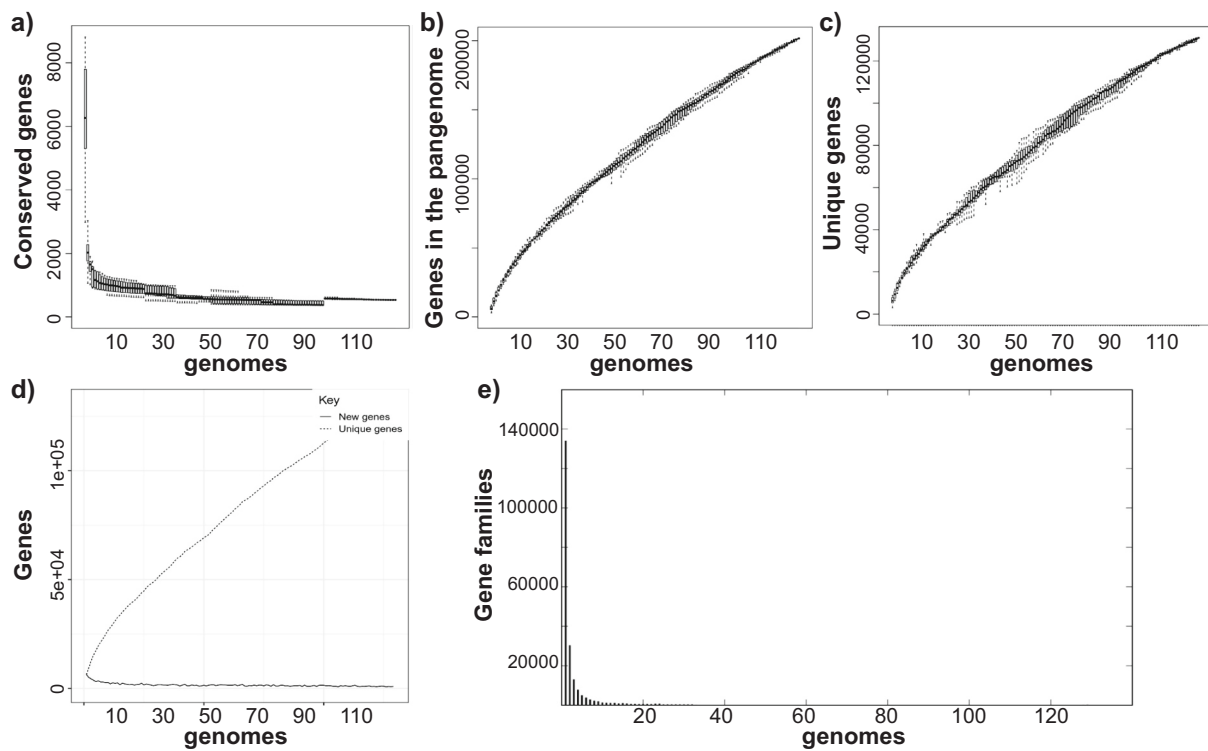 a)
Conserved genes
8000
6000
4000
2000
0
10 30 50 70 90 110
genomes
b)
Genes in the pangenome
200000
100000
0
10 30 50 70 90 110
genomes
c)
Unique genes
120000
80000
40000
0
10 30 50 70 90 110
genomes
d)
Genes
1e+05
5e+04
0
Key
New genes
Unique genes
10 30 50 70 90 110
genomes
e)
Gene families
140000
100000
60000
20000
20 40 60 80 100 120
genomes